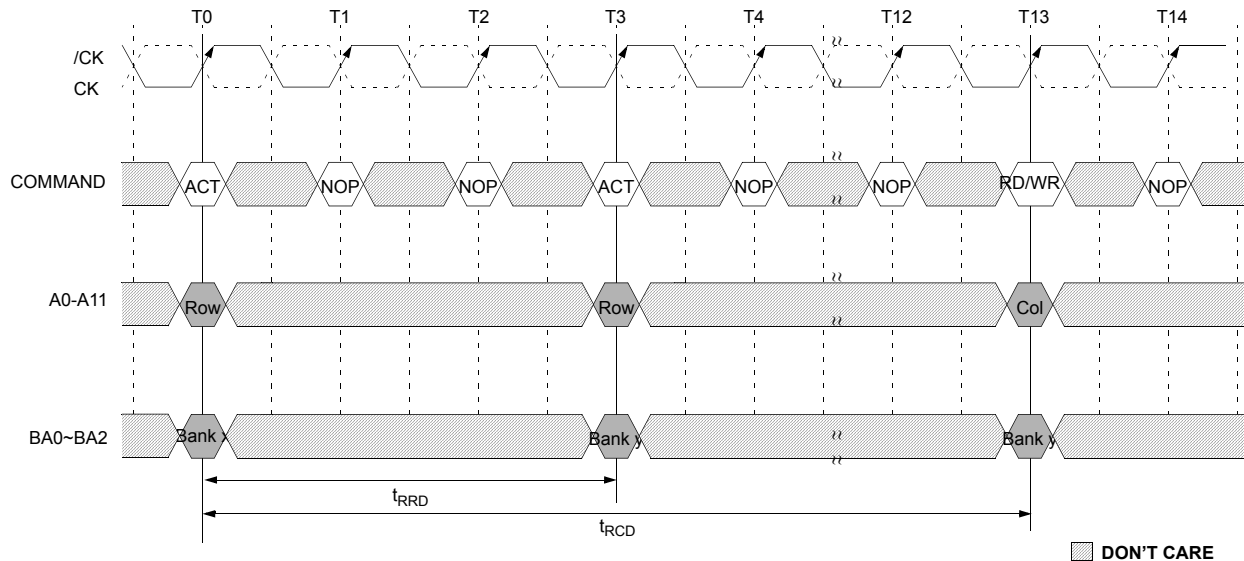 T0 T1 T2 T3 T4 T12 T13 T14
/CK
CK
COMMAND ACT NOP NOP ACT NOP NOP RD/WR NOP
A0-A11 Row Row Col
BA0~BA2 Bank x Bank y Bank y
tRRD
tRCD
DON'T CARE